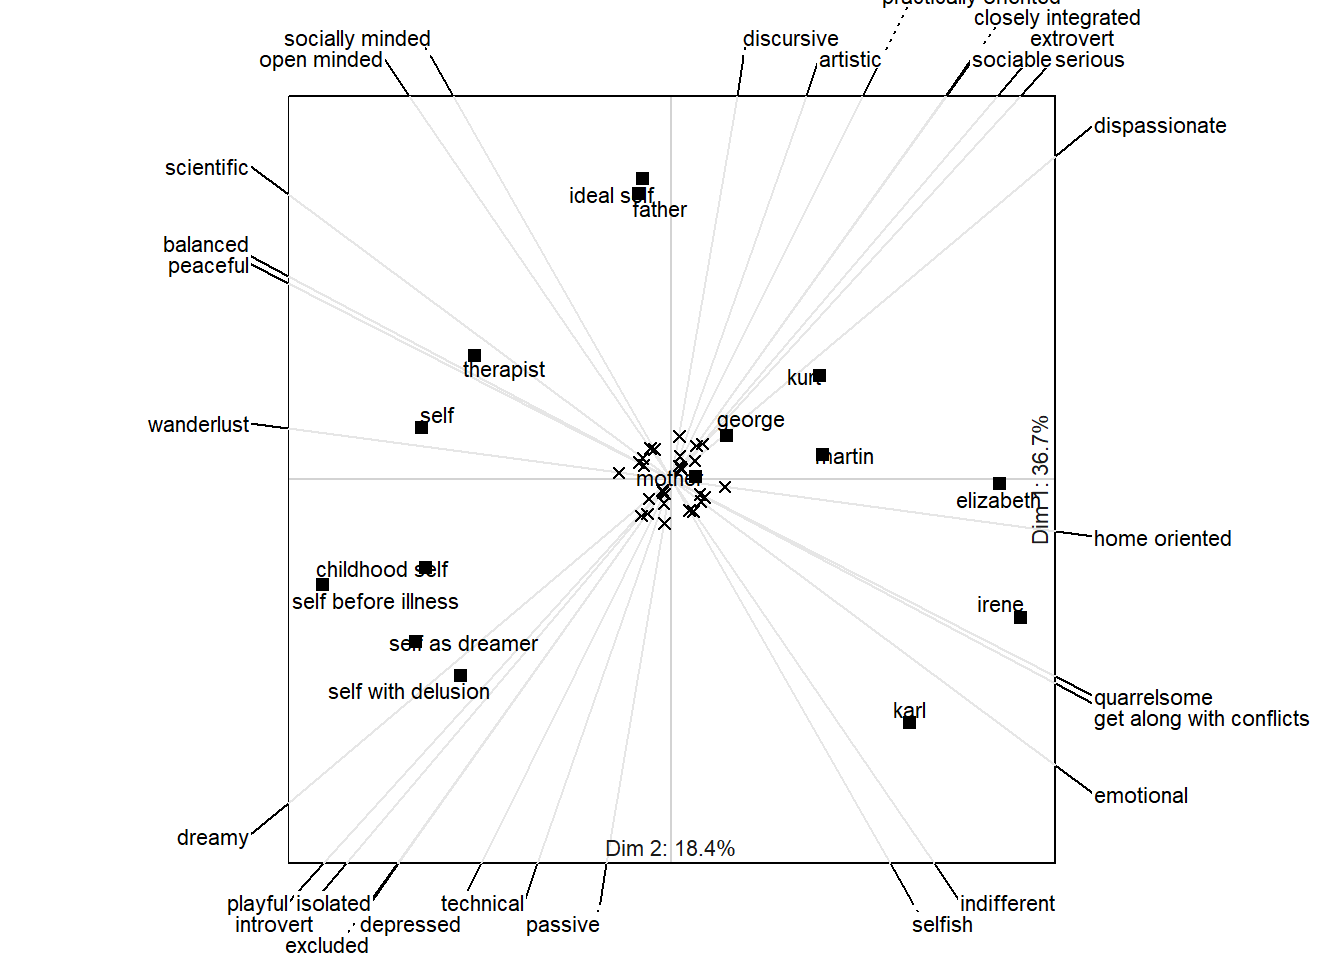 practically oriented
closely integrated
socially minded
discursive
extrovert
open minded
artistic
sociable
serious
dispassionate
scientific
ideal self
father
balanced
peaceful
therapist
kurt
self
george
wanderlust
martin
mother
elizabeth
Dim 1: 36.7%
home oriented
childhood self
self before illness
irene
self as dreamer
self with delusion
quarrelsome
karl
get along with conflicts
emotional
dreamy
Dim 2: 18.4%
playful
isolated
technical
indifferent
introvert
depressed
passive
selfish
excluded